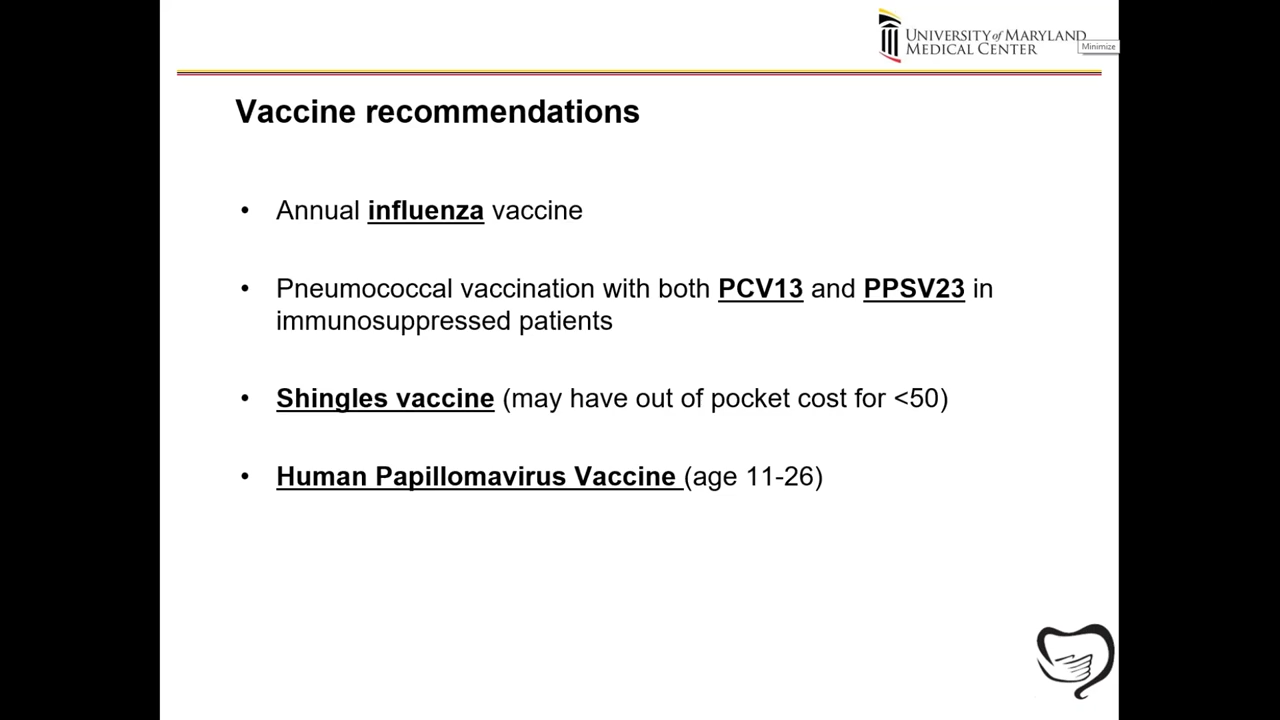 UNIVERSITY of MARYLAND
MEDICAL CENTER
Minimize
Vaccine recommendations
• Annual influenza vaccine
• Pneumococcal vaccination with both PCV13 and PPSV23 in
immunosuppressed patients
• Shingles vaccine (may have out of pocket cost for <50)
• Human Papillomavirus Vaccine (age 11-26)